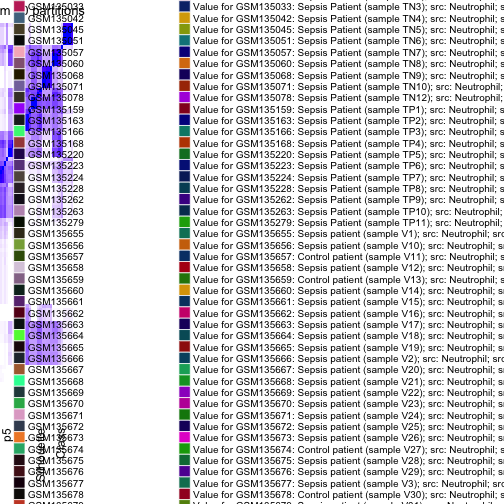 partitions
GSM135033 Value for GSM135033: Sepsis Patient (sample TN3); src: Neutrophil; s
GSM135042 Value for GSM135042: Sepsis Patient (sample TN4); src: Neutrophil; s
GSM135045 Value for GSM135045: Sepsis Patient (sample TN5); src: Neutrophil; s
GSM135051 Value for GSM135051: Sepsis Patient (sample TN6); src: Neutrophil; s
GSM135057 Value for GSM135057: Sepsis Patient (sample TN7); src: Neutrophil; s
GSM135060 Value for GSM135060: Sepsis Patient (sample TN8); src: Neutrophil; s
GSM135068 Value for GSM135068: Sepsis Patient (sample TN9); src: Neutrophil; s
GSM135071 Value for GSM135071: Sepsis Patient (sample TN10); src: Neutrophil;
GSM135078 Value for GSM135078: Sepsis Patient (sample TN12); src: Neutrophil;
GSM135159 Value for GSM135159: Sepsis Patient (sample TP1); src: Neutrophil; s
GSM135163 Value for GSM135163: Sepsis Patient (sample TP2); src: Neutrophil; s
GSM135166 Value for GSM135166: Sepsis Patient (sample TP3); src: Neutrophil; s
GSM135168 Value for GSM135168: Sepsis Patient (sample TP4); src: Neutrophil; s
GSM135220 Value for GSM135220: Sepsis Patient (sample TP5); src: Neutrophil; s
GSM135223 Value for GSM135223: Sepsis Patient (sample TP6); src: Neutrophil; s
GSM135224 Value for GSM135224: Sepsis Patient (sample TP7); src: Neutrophil; s
GSM135228 Value for GSM135228: Sepsis Patient (sample TP8); src: Neutrophil; s
GSM135262 Value for GSM135262: Sepsis Patient (sample TP9); src: Neutrophil; s
GSM135263 Value for GSM135263: Sepsis Patient (sample TP10); src: Neutrophil;
GSM135279 Value for GSM135279: Sepsis Patient (sample TP11); src: Neutrophil;
GSM135655 Value for GSM135655: Sepsis patient (sample V1); src: Neutrophil; src
GSM135656 Value for GSM135656: Sepsis patient (sample V10); src: Neutrophil; s
GSM135657 Value for GSM135657: Control patient (sample V11); src: Neutrophil; s
GSM135658 Value for GSM135658: Sepsis patient (sample V12); src: Neutrophil; s
GSM135659 Value for GSM135659: Control patient (sample V13); src: Neutrophil; s
GSM135660 Value for GSM135660: Sepsis patient (sample V14); src: Neutrophil; s
GSM135661 Value for GSM135661: Sepsis patient (sample V15); src: Neutrophil; s
GSM135662 Value for GSM135662: Sepsis patient (sample V16); src: Neutrophil; s
GSM135663 Value for GSM135663: Sepsis patient (sample V17); src: Neutrophil; s
GSM135664 Value for GSM135664: Sepsis patient (sample V18); src: Neutrophil; s
GSM135665 Value for GSM135665: Sepsis patient (sample V19); src: Neutrophil; s
GSM135666 Value for GSM135666: Sepsis patient (sample V2); src: Neutrophil; src
GSM135667 Value for GSM135667: Sepsis patient (sample V20); src: Neutrophil; s
GSM135668 Value for GSM135668: Sepsis patient (sample V21); src: Neutrophil; s
GSM135669 Value for GSM135669: Sepsis patient (sample V22); src: Neutrophil; s
GSM135670 Value for GSM135670: Sepsis patient (sample V23); src: Neutrophil; s
GSM135671 Value for GSM135671: Sepsis patient (sample V24); src: Neutrophil; s
GSM135672 Value for GSM135672: Sepsis patient (sample V25); src: Neutrophil; s
GSM135673 Value for GSM135673: Sepsis patient (sample V26); src: Neutrophil; s
GSM135674 Value for GSM135674: Control patient (sample V27); src: Neutrophil; s
GSM135675 Value for GSM135675: Sepsis patient (sample V28); src: Neutrophil; s
GSM135676 Value for GSM135676: Sepsis patient (sample V29); src: Neutrophil; s
GSM135677 Value for GSM135677: Sepsis patient (sample V3); src: Neutrophil; src
GSM135678 Value for GSM135678: Control patient (sample V30); src: Neutrophil; s
p5